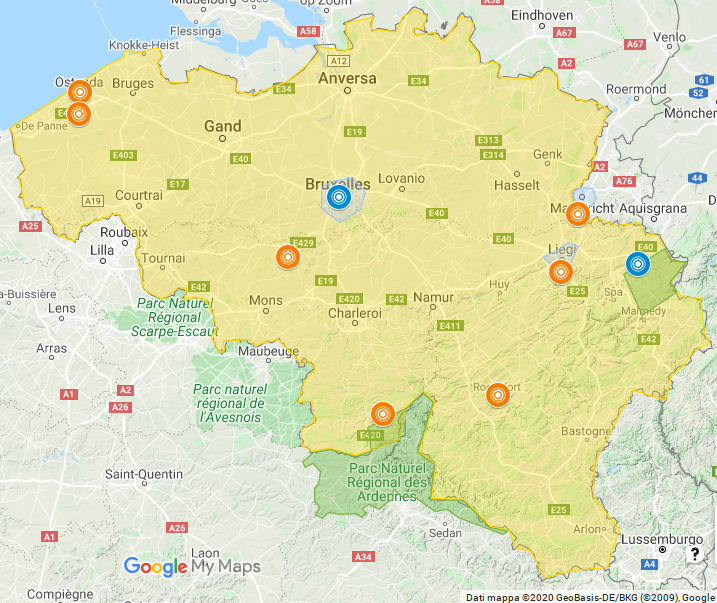 Middelburg
op Zoom
Flessinga
A58
Eindhoven
A58
A67
Venlo
Knokke-Heist
A12
A67
A2
Ostenda
Bruges
Anversa
E34
E34
61
52
Roermond
De Panne
Gand
E19
Mönchen
E403
E40
E313
E314
Genk
A2
A19
E17
Bruxelles
Lovanio
Hasselt
A76
44
Courtrai
Maastricht
Aquisgrana
A25
Roubaix
E40
A4
Lilla
E429
E40
Liegi
E40
Tournai
E19
E42
E25
Spa
Huy
a-Buissière
Lens
Parc Naturel
Régional
Scarpe-Escaut
Mons
E420
E42
Namur
Malmedy
Charleroi
E411
E42
Arras
Maubeuge
A1
A2
A26
Parc naturel
régional de
l'Avesnois
Rochefort
E420
Bastogne
Saint-Quentin
Parc Naturel
Régional des
Ardennes
A26
E25
Sedan
Arlon
Lussemburgo
?
A1
Laon
A34
A4
Google My Maps
Compiègne
Dati mappa ©2020 GeoBasis-DE/BKG (©2009), Google